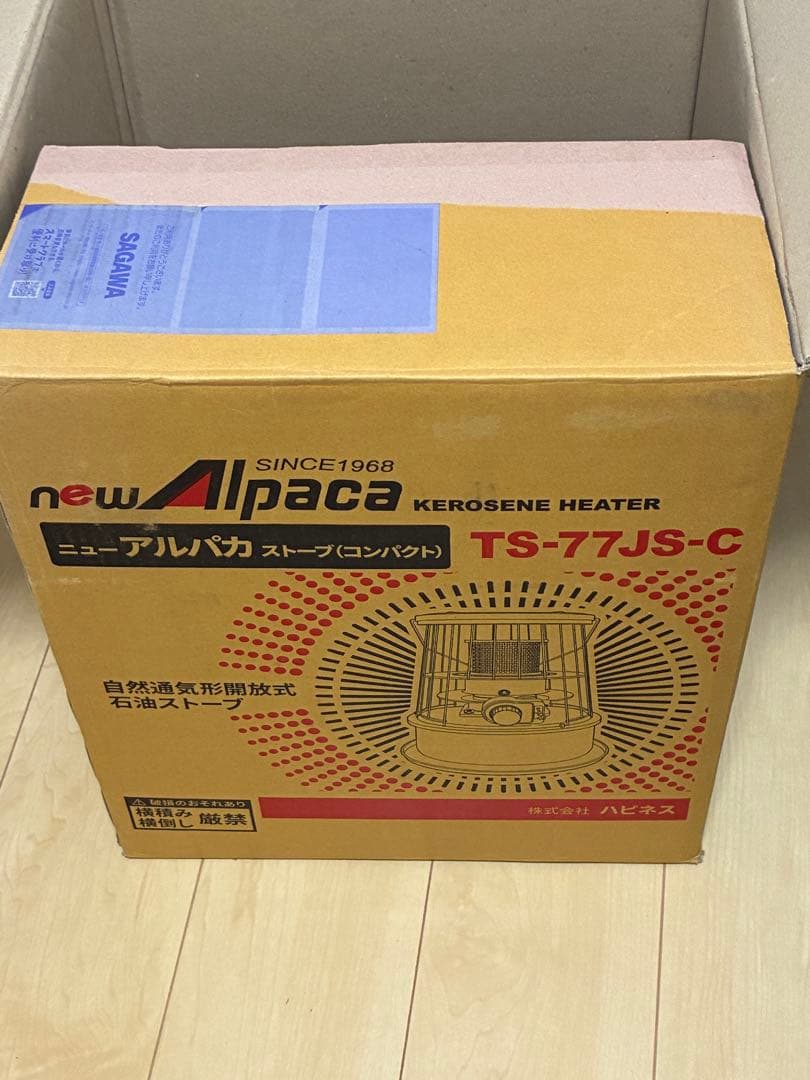 SAGAWA
SINCE1968
new Alpaca KEROSENE HEATER
ニューアルパカ ストーブ(コンパクト)
TS-77JS-C
自然通気形開放式
石油ストーブ
⚠破損のおそれあり
横積み
横倒し 厳禁
株式会社 ハピネス